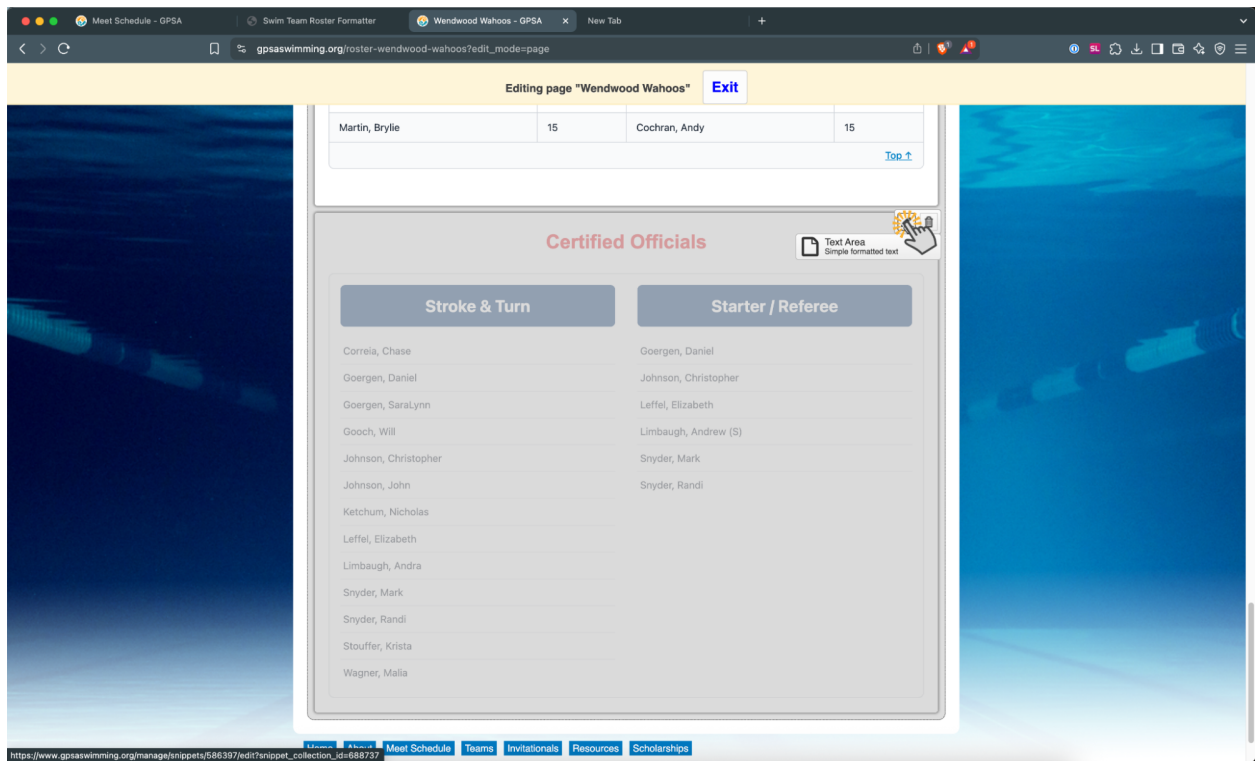 Meet Schedule - GPSA
Swim Team Roster Formatter
Wendwood Wahoos - GPSA
New Tab
gpsaswimming.org/roster-wendwood-wahoos?edit_mode=page
Editing page "Wendwood Wahoos"
Exit
Martin, Brylie 15 Cochran, Andy 15
Top ↑
Certified Officials
Text Area
Simple formatted text
Stroke & Turn Starter / Referee
Correia, Chase Goergen, Daniel
Goergen, Daniel Johnson, Christopher
Goergen, SaraLynn Leffel, Elizabeth
Gooch, Will Limbaugh, Andrew (S)
Johnson, Christopher Snyder, Mark
Johnson, John Snyder, Randi
Ketchum, Nicholas
Leffel, Elizabeth
Limbaugh, Andra
Snyder, Mark
Snyder, Randi
Stouffer, Krista
Wagner, Malia
Home About Meet Schedule Teams Invitationals Resources Scholarships
https://www.gpsaswimming.org/manage/snippets/586397/edit?snippet_collection_id=688737